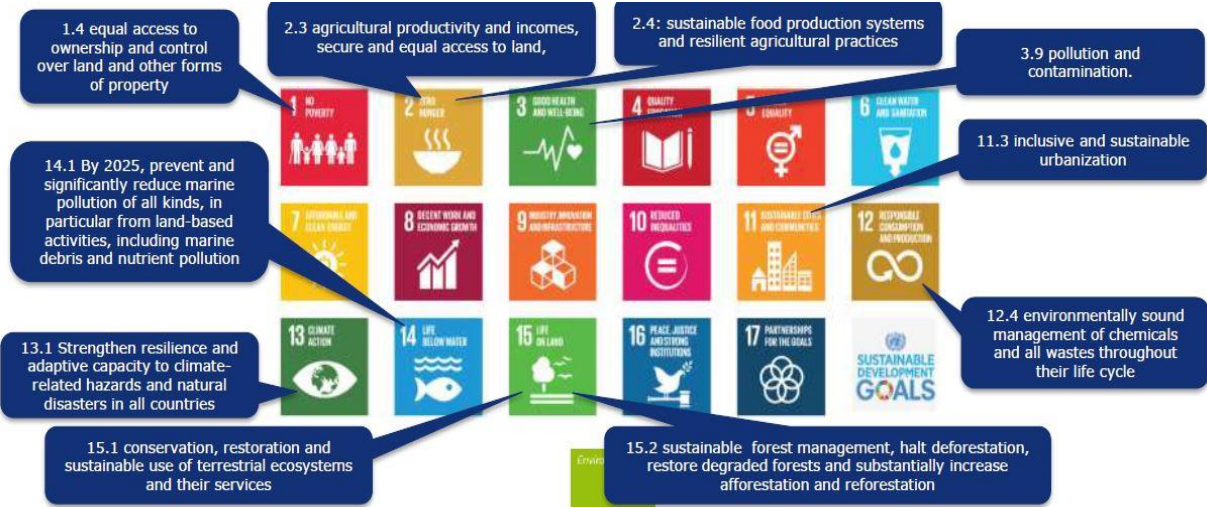 1.4 equal access to
ownership and control
over land and other forms
of property
2.3 agricultural productivity and incomes,
secure and equal access to land,
2.4: sustainable food production systems
and resilient agricultural practices
3.9 pollution and
contamination.
1 NO
POVERTY
2 ZERO
HUNGER
3 GOOD HEALTH
AND WELL-BEING
4 QUALITY
5
EQUALITY
6 CLEAN WATER
AND SANITATION
11.3 inclusive and sustainable
urbanization
14.1 By 2025, prevent and
significantly reduce marine
pollution of all kinds, in
particular from land-based
activities, including marine
debris and nutrient pollution
7 AFFORDABLE AND
CLEAN ENERGY
8 DECENT WORK AND
ECONOMIC GROWTH
9 INDUSTRY, INNOVATION
AND INFRASTRUCTURE
10 REDUCED
INEQUALITIES
11 SUSTAINABLE CITIES
AND COMMUNITIES
12 RESPONSIBLE
CONSUMPTION
AND PRODUCTION
12.4 environmentally sound
management of chemicals
and all wastes throughout
their life cycle
13.1 Strengthen resilience and
adaptive capacity to climate-
related hazards and natural
disasters in all countries
13 CLIMATE
ACTION
14 LIFE
BELOW WATER
15 LIFE
ON LAND
16 PEACE, JUSTICE
AND STRONG
INSTITUTIONS
17 PARTNERSHIPS
FOR THE GOALS
SUSTAINABLE
DEVELOPMENT
GOALS
15.1 conservation, restoration and
sustainable use of terrestrial ecosystems
and their services
15.2 sustainable forest management, halt deforestation,
restore degraded forests and substantially increase
afforestation and reforestation